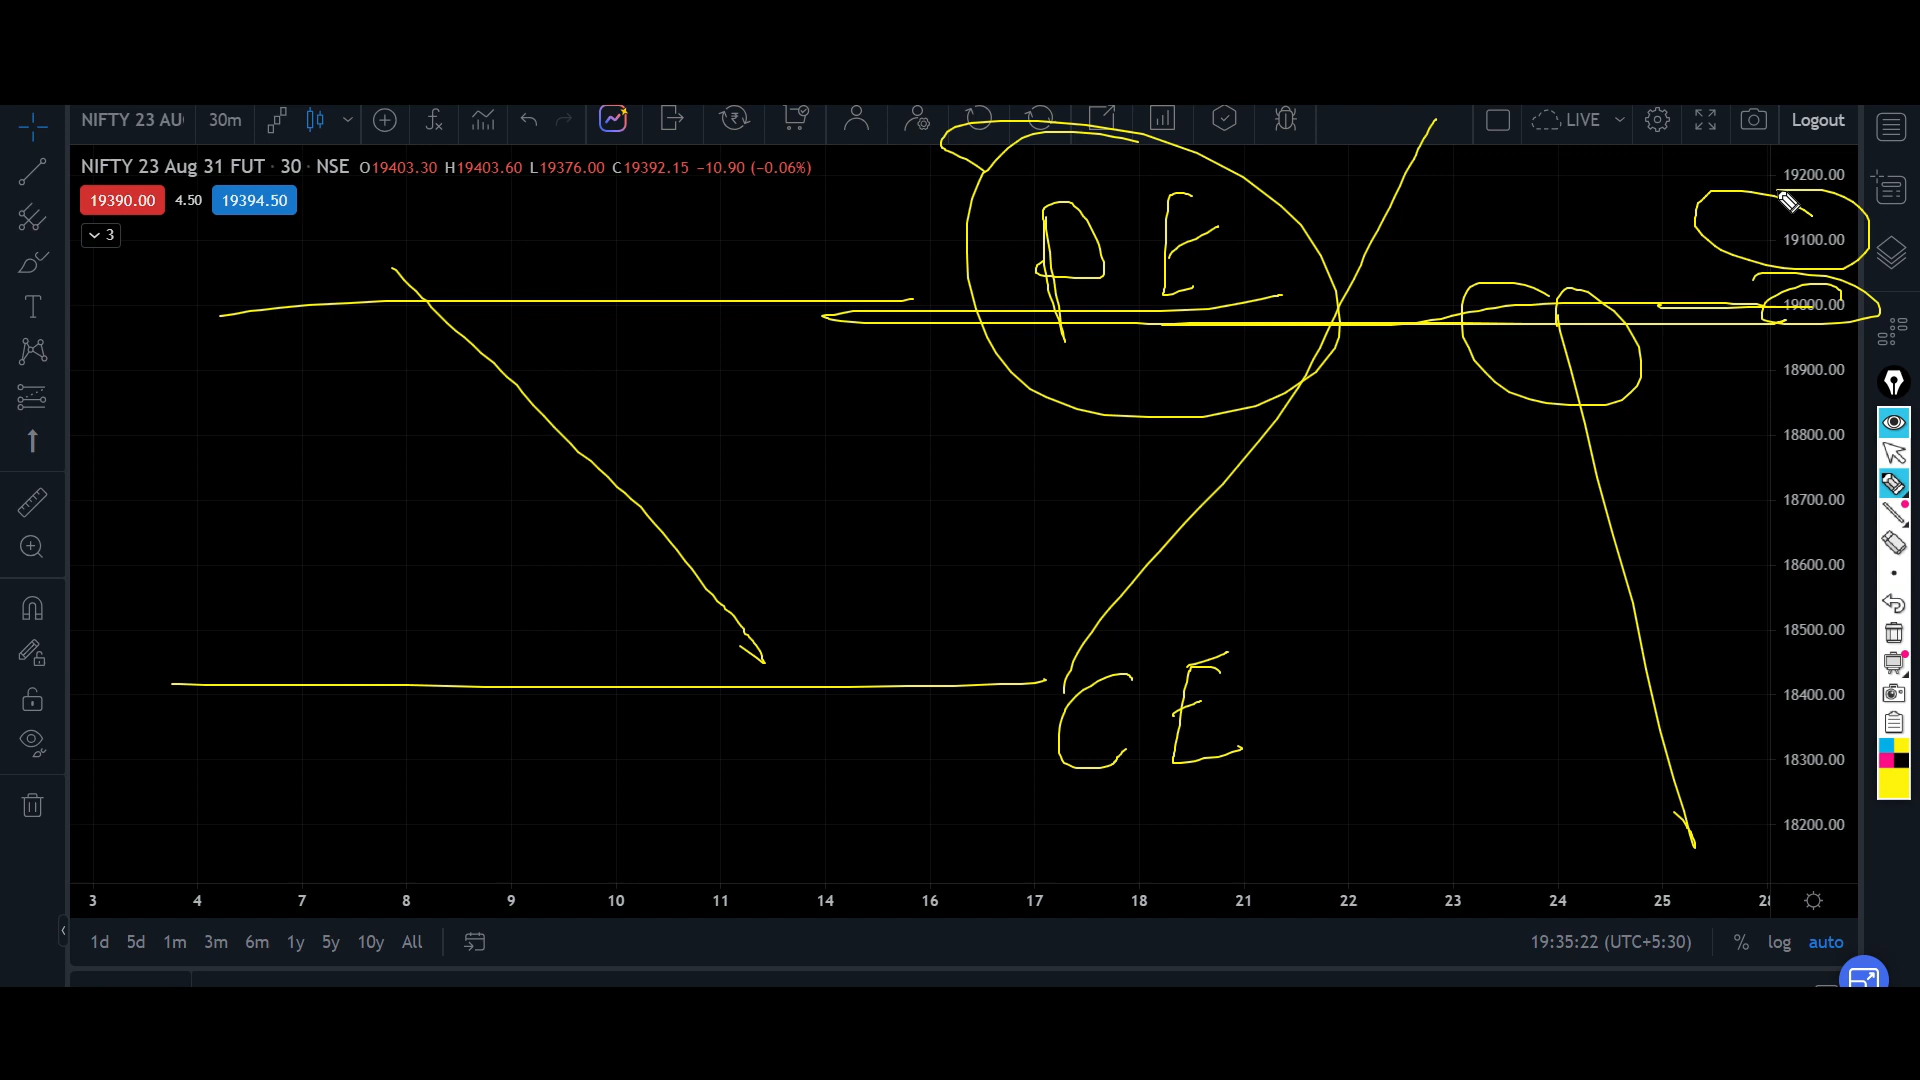 NIFTY 23 AU 30m LIVE Logout
NIFTY 23 Aug 31 FUT · 30 · NSE O19403.30 H19403.60 L19376.00 C19392.15 −10.90 (−0.06%)
19390.00 4.50 19394.50
3
PE
CE
19200.00
19100.00
19000.00
18900.00
18800.00
18700.00
18600.00
18500.00
18400.00
18300.00
18200.00
3 4 7 8 9 10 11 14 16 17 18 21 22 23 24 25
1d 5d 1m 3m 6m 1y 5y 10y All 19:35:22 (UTC+5:30) % log auto